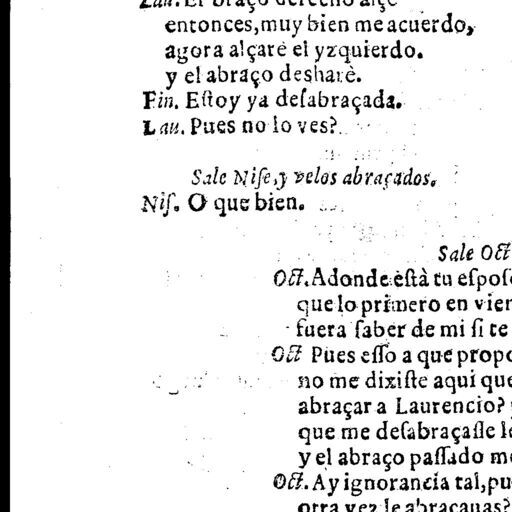 Lau. El braço derecho alçè
entonces, muy bien me acuerdo,
agora alçarè el yzquierdo.
y el abraço desharè.
Fin. Eſtoy ya deſabraçada.
Lau. Pues no lo ves?
Sale Niſe, y velos abraçados.
Niſ. O que bien.
Sale Oct
Oct. Adonde eſtà tu eſpoſo
que lo primero en vien
fuera ſaber de mi ſi te
Oct Pues eſſo a que propo
no me dixiſte aqui que
abraçar a Laurencio?
que me deſabraçaſſe
y el abraço paſſado
Oct. Ay ignorancia tal, pu
otra vez le abraçauas?